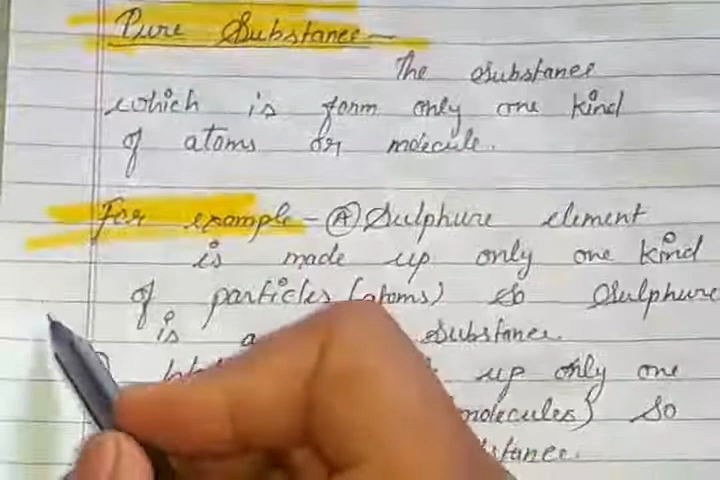 Pure Substance -
The substance
which is form only one kind
of atoms or molecule.
For example - (A) Sulphure element
is made up only one kind
of particles (atoms) so Sulphure
is a substance.
up only one
molecules) so